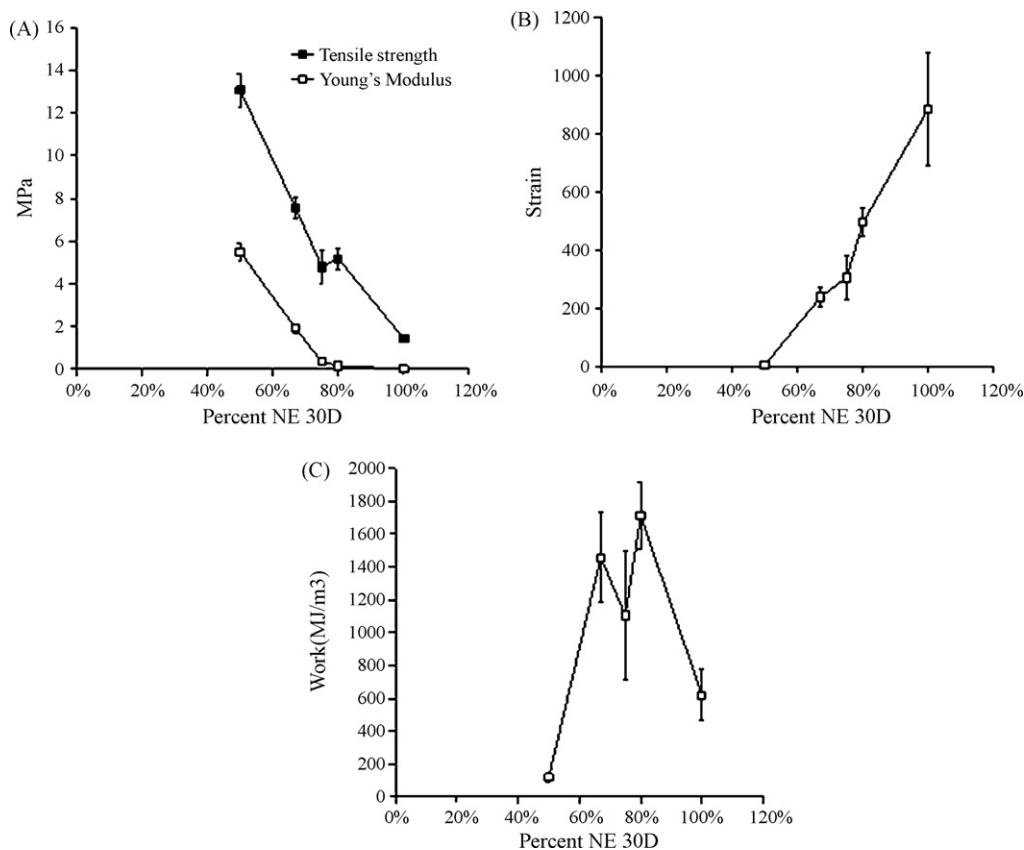 (A)
16
14
12
10
8
6
4
2
0
MPa
Tensile strength
Young's Modulus
0% 20% 40% 60% 80% 100% 120%
Percent NE 30D
(B)
1200
1000
800
600
400
200
0
Strain
0% 20% 40% 60% 80% 100% 120%
Percent NE 30D
(C)
2000
1800
1600
1400
1200
1000
800
600
400
200
0
Work(MJ/m3)
0% 20% 40% 60% 80% 100% 120%
Percent NE 30D